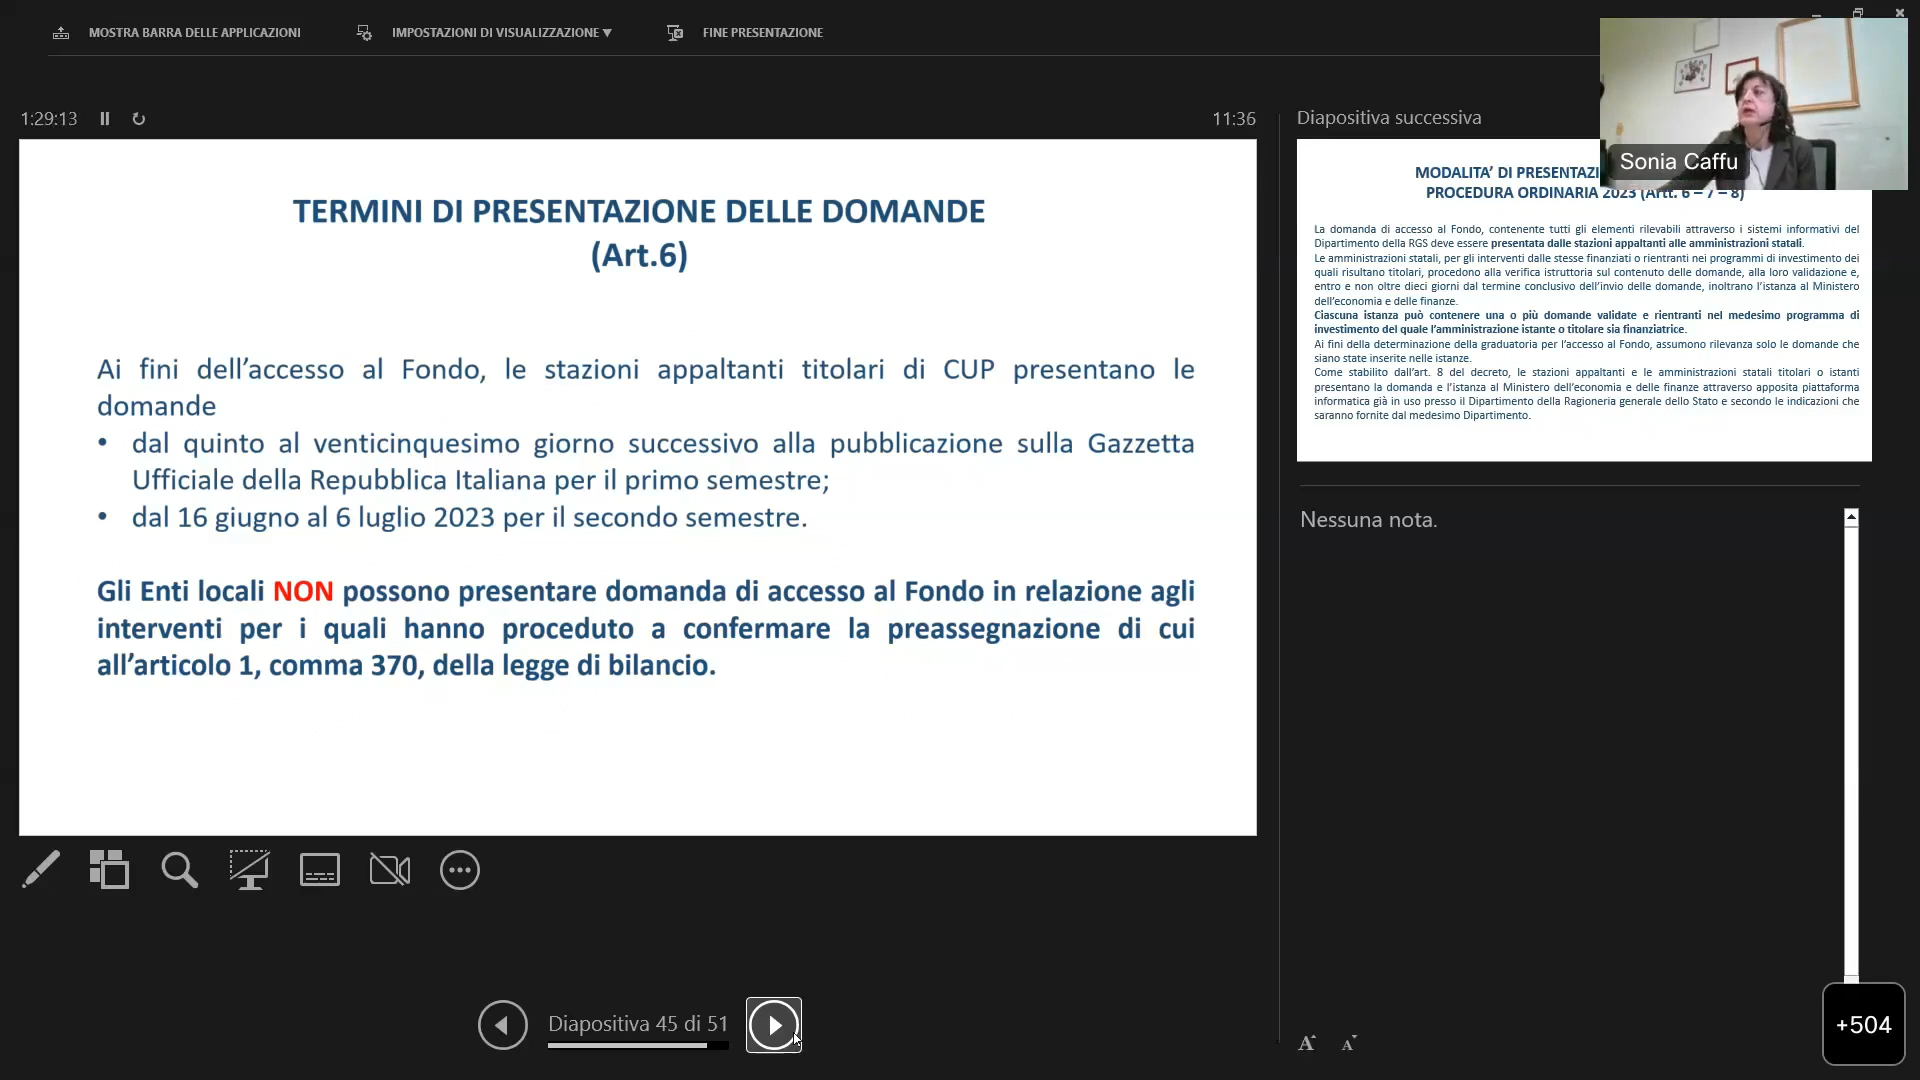 MOSTRA BARRA DELLE APPLICAZIONI
IMPOSTAZIONI DI VISUALIZZAZIONE ▼
FINE PRESENTAZIONE
1:29:13
11:36
TERMINI DI PRESENTAZIONE DELLE DOMANDE
(Art.6)
Ai fini dell’accesso al Fondo, le stazioni appaltanti titolari di CUP presentano le
domande
• dal quinto al venticinquesimo giorno successivo alla pubblicazione sulla Gazzetta
Ufficiale della Repubblica Italiana per il primo semestre;
• dal 16 giugno al 6 luglio 2023 per il secondo semestre.
Gli Enti locali NON possono presentare domanda di accesso al Fondo in relazione agli
interventi per i quali hanno proceduto a confermare la preassegnazione di cui
all’articolo 1, comma 370, della legge di bilancio.
Diapositiva 45 di 51
Diapositiva successiva
Sonia Caffu
MODALITA’ DI
PROCEDURA ORDINARIA 2023 (Artt. 6 – 7 – 8)
La domanda di accesso al Fondo, contenente tutti gli elementi rilevabili attraverso i sistemi informativi del
Dipartimento della RGS deve essere presentata dalle stazioni appaltanti alle amministrazioni statali.
Le amministrazioni statali, per gli interventi dalle stesse finanziati o rientranti nei programmi di investimento dei
quali risultano titolari, procedono alla verifica istruttoria sul contenuto delle domande, alla loro validazione e,
entro e non oltre dieci giorni dal termine conclusivo dell’invio delle domande, inoltrano l’istanza al Ministero
dell’economia e delle finanze.
Ciascuna istanza può contenere una o più domande validate e rientranti nel medesimo programma di
investimento del quale l’amministrazione istante o titolare sia finanziatrice.
Ai fini della determinazione della graduatoria per l’accesso al Fondo, assumono rilevanza solo le domande che
siano state inserite nelle istanze.
Come stabilito dall’art. 8 del decreto, le stazioni appaltanti e le amministrazioni statali titolari o istanti
presentano la domanda e l’istanza al Ministero dell’economia e delle finanze attraverso apposita piattaforma
informatica già in uso presso il Dipartimento della Ragioneria generale dello Stato e secondo le indicazioni che
saranno fornite dal medesimo Dipartimento.
Nessuna nota.
A A
+504